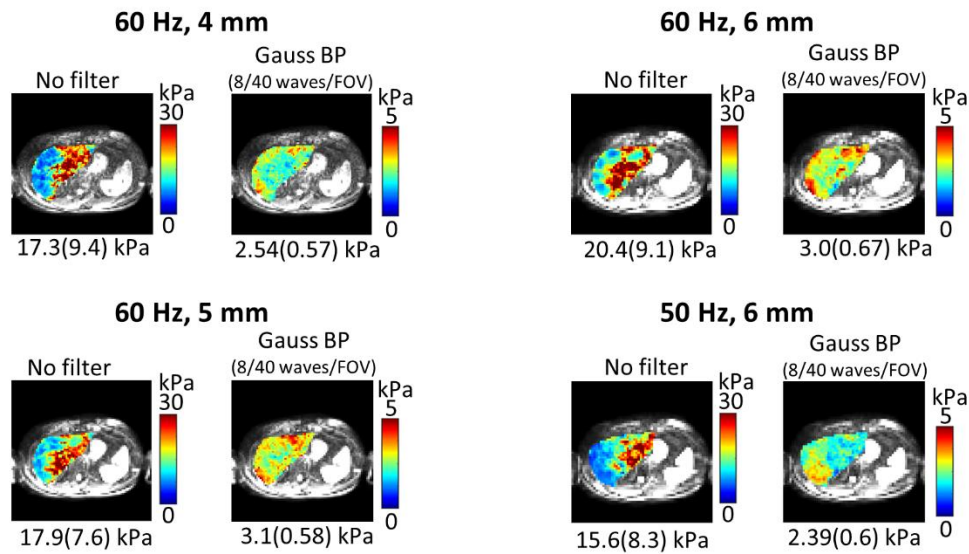 60 Hz, 4 mm
No filter
Gauss BP
(8/40 waves/FOV)
kPa
30
0
kPa
5
0
17.3(9.4) kPa
2.54(0.57) kPa
60 Hz, 6 mm
No filter
Gauss BP
(8/40 waves/FOV)
kPa
30
0
kPa
5
0
20.4(9.1) kPa
3.0(0.67) kPa
60 Hz, 5 mm
No filter
Gauss BP
(8/40 waves/FOV)
kPa
30
0
kPa
5
0
17.9(7.6) kPa
3.1(0.58) kPa
50 Hz, 6 mm
No filter
Gauss BP
(8/40 waves/FOV)
kPa
30
0
kPa
5
0
15.6(8.3) kPa
2.39(0.6) kPa